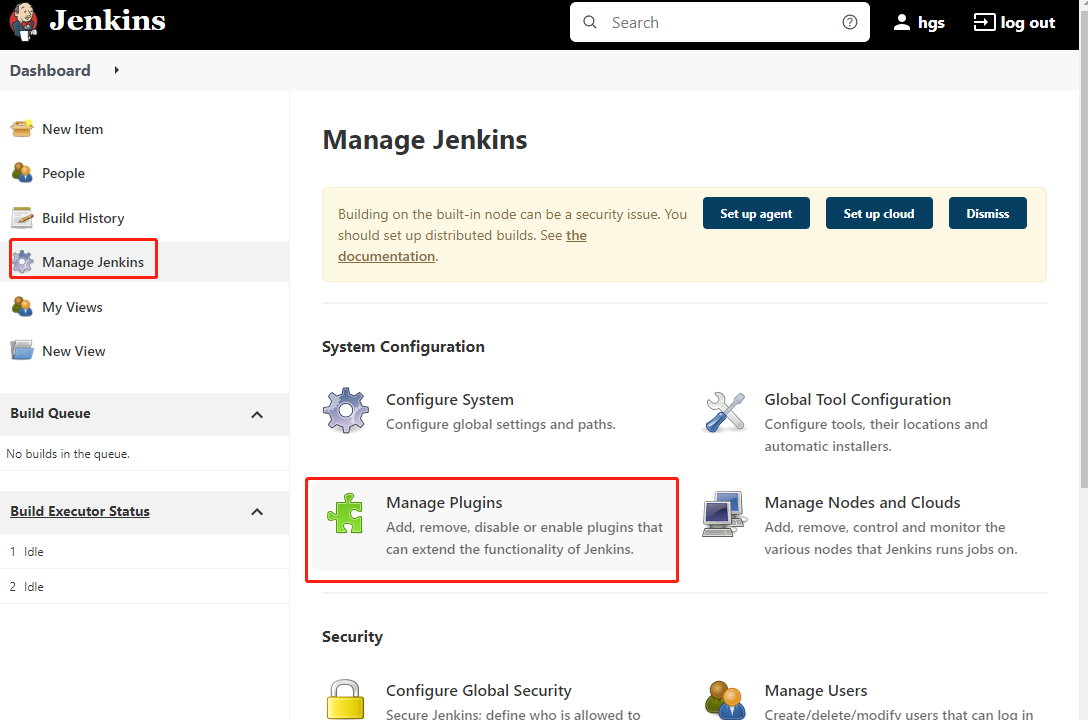 Jenkins
Search
hgs
log out
Dashboard
New Item
People
Build History
Manage Jenkins
My Views
New View
Build Queue
No builds in the queue.
Build Executor Status
1 Idle
2 Idle
Manage Jenkins
Building on the built-in node can be a security issue. You
should set up distributed builds. See the
documentation.
Set up agent
Set up cloud
Dismiss
System Configuration
Configure System
Configure global settings and paths.
Global Tool Configuration
Configure tools, their locations and
automatic installers.
Manage Plugins
Add, remove, disable or enable plugins that
can extend the functionality of Jenkins.
Manage Nodes and Clouds
Add, remove, control and monitor the
various nodes that Jenkins runs jobs on.
Security
Configure Global Security
Secure Jenkins; define who is allowed to
Manage Users
Create/delete/modify users that can log in